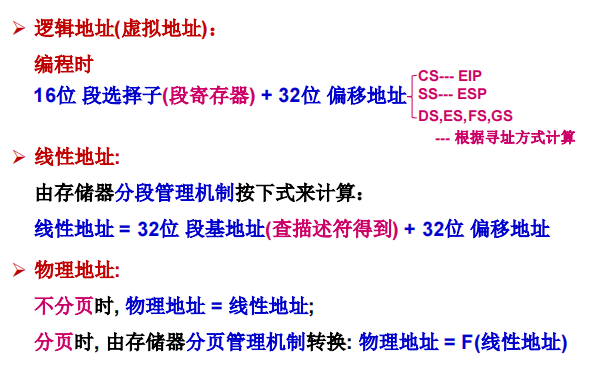 ➢ 逻辑地址(虚拟地址)：
编程时
16位 段选择子(段寄存器) + 32位 偏移地址
CS--- EIP
SS--- ESP
DS,ES,FS,GS
--- 根据寻址方式计算
➢ 线性地址:
由存储器分段管理机制按下式来计算：
线性地址 = 32位 段基地址(查描述符得到) + 32位 偏移地址
➢ 物理地址:
不分页时, 物理地址 = 线性地址;
分页时, 由存储器分页管理机制转换: 物理地址 = F(线性地址)